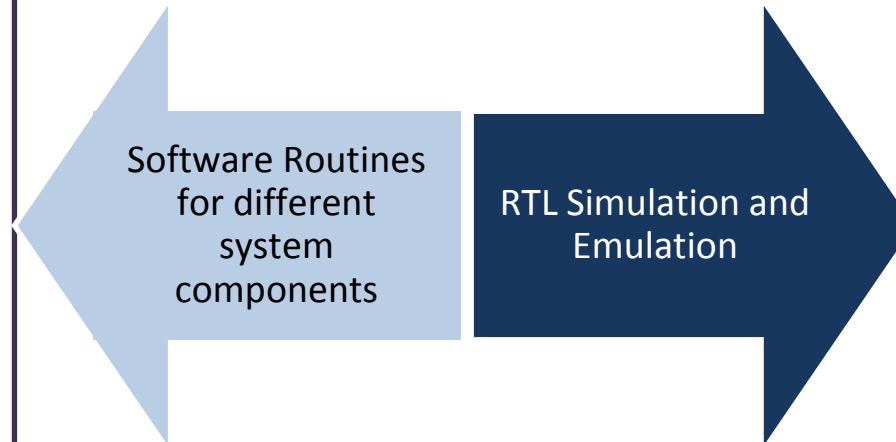 Software Routines
for different
system
components
RTL Simulation and
Emulation